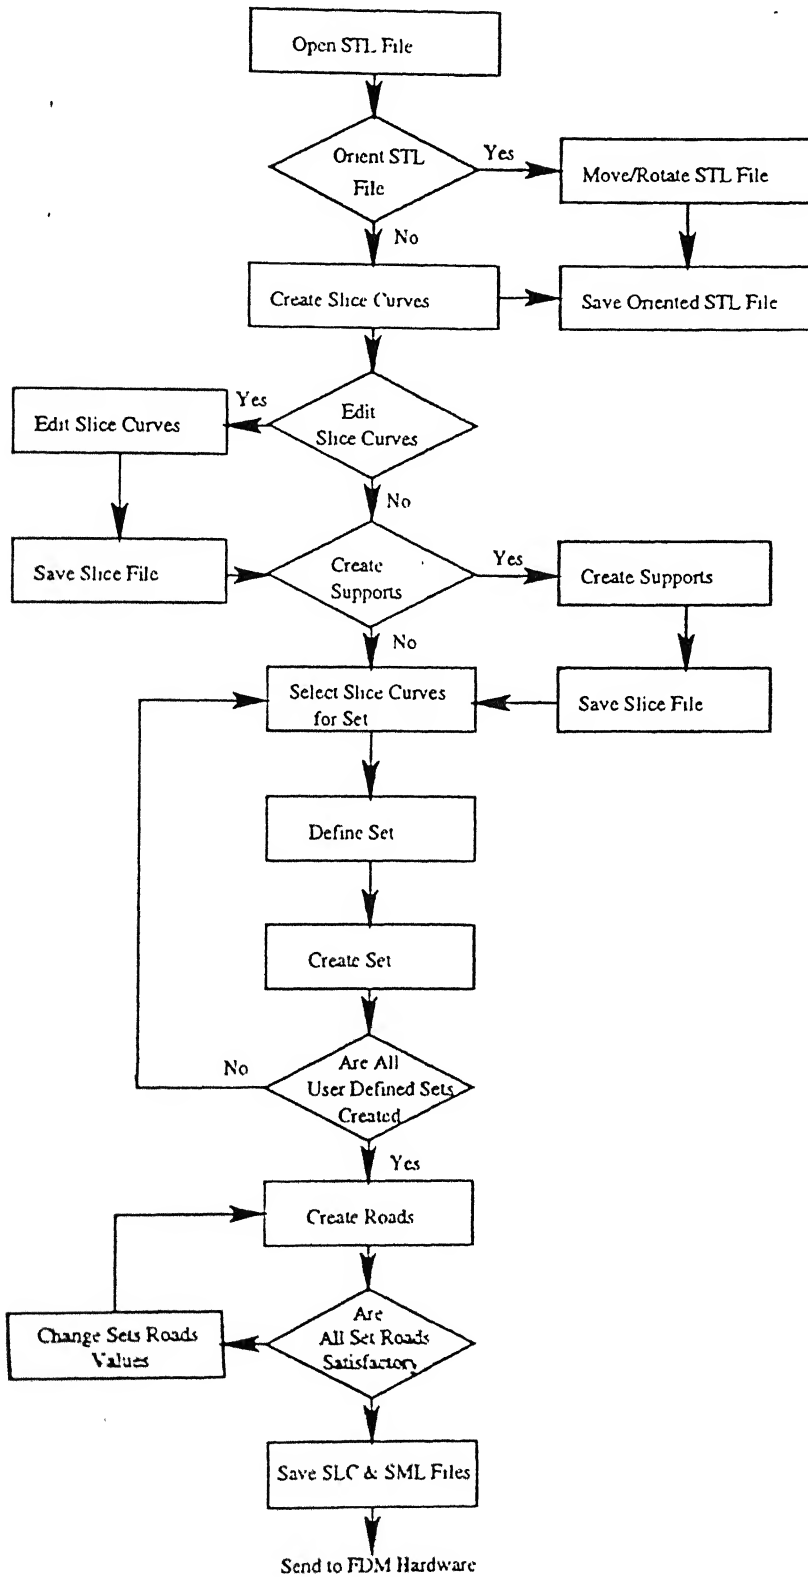 Open STL File
Orient STL
File
Yes
Move/Rotate STL File
No
Create Slice Curves
Save Oriented STL File
Yes
Edit Slice Curves
Edit
Slice Curves
No
Save Slice File
Create
Supports
Yes
Create Supports
No
Select Slice Curves
for Set
Save Slice File
Define Set
Create Set
No
Are All
User Defined Sets
Created
Yes
Create Roads
Change Sets Roads
Values
Are
All Set Roads
Satisfactory
Save SLC & SML Files
Send to FDM Hardware